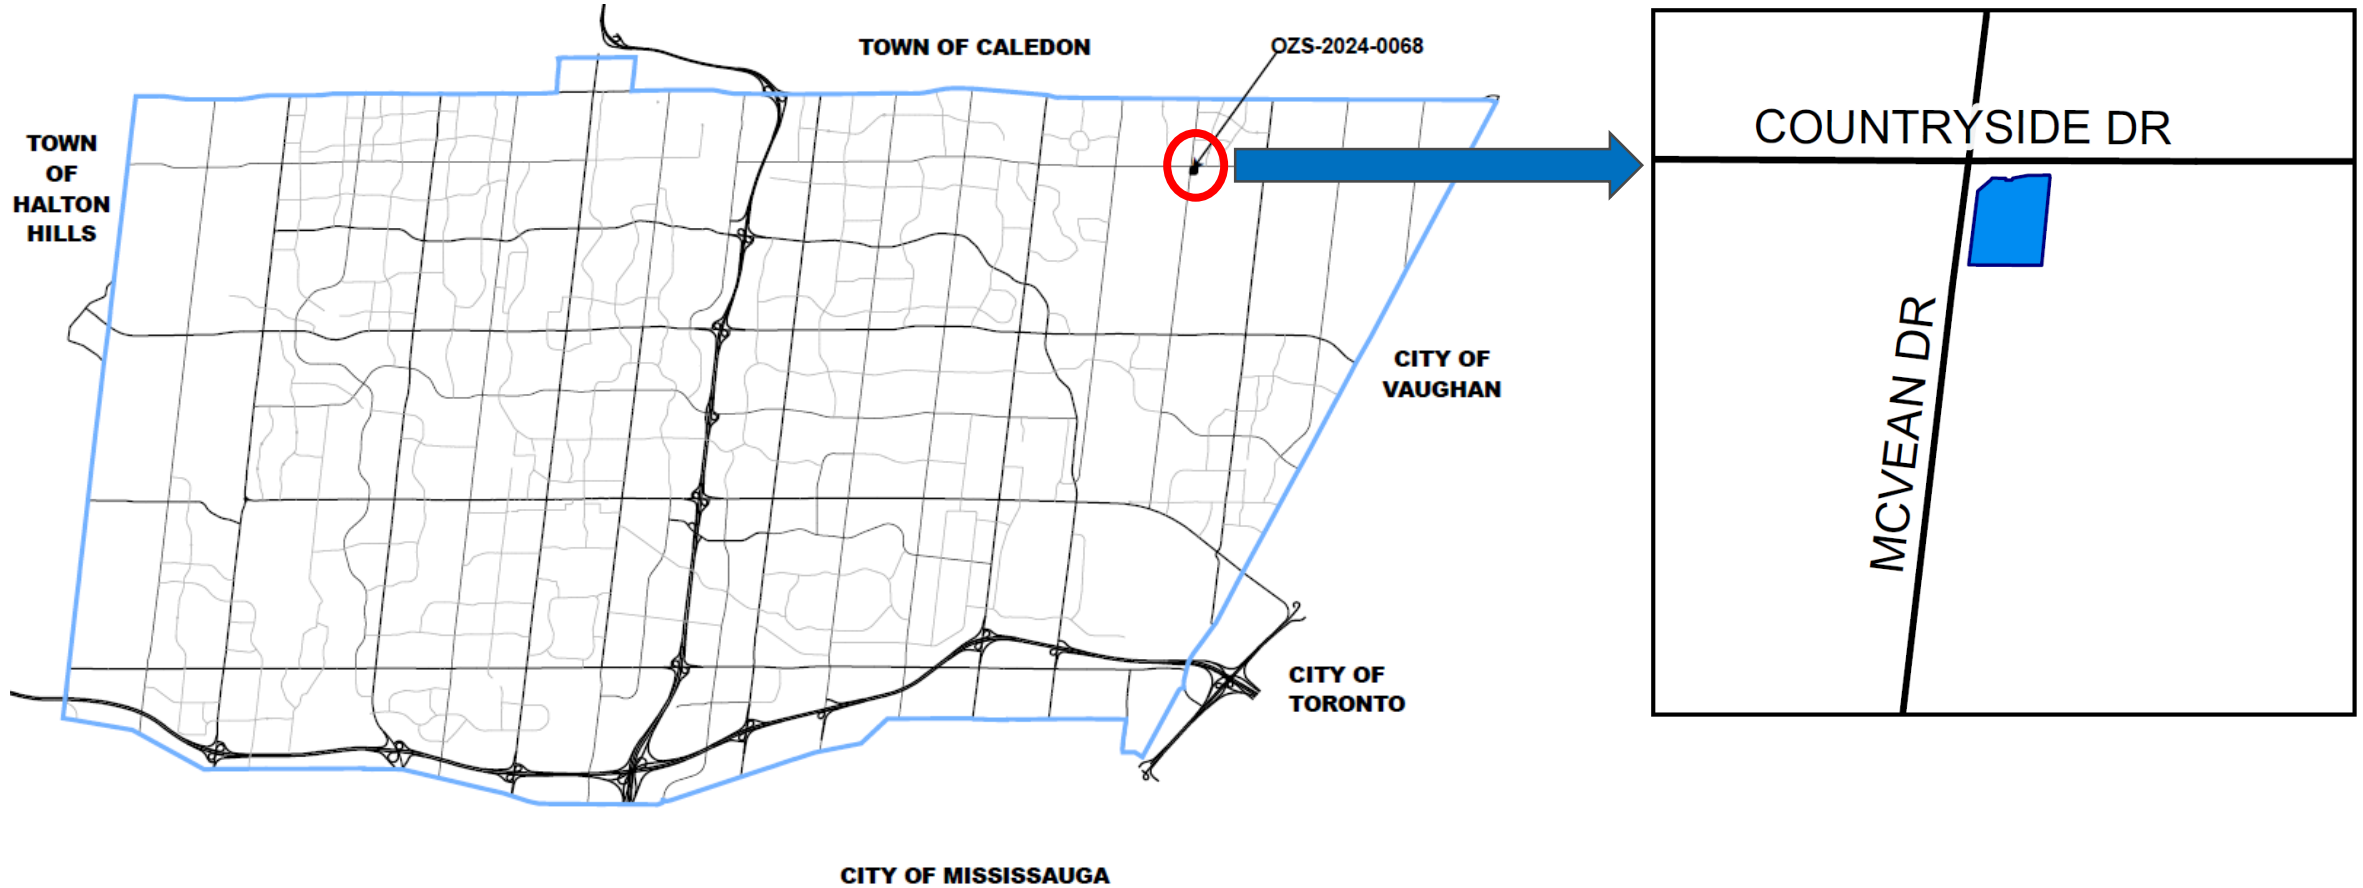 TOWN OF CALEDON
OZS-2024-0068
TOWN
OF
HALTON
HILLS
CITY OF
VAUGHAN
CITY OF
TORONTO
CITY OF MISSISSAUGA
COUNTRYSIDE DR
MCVEAN DR